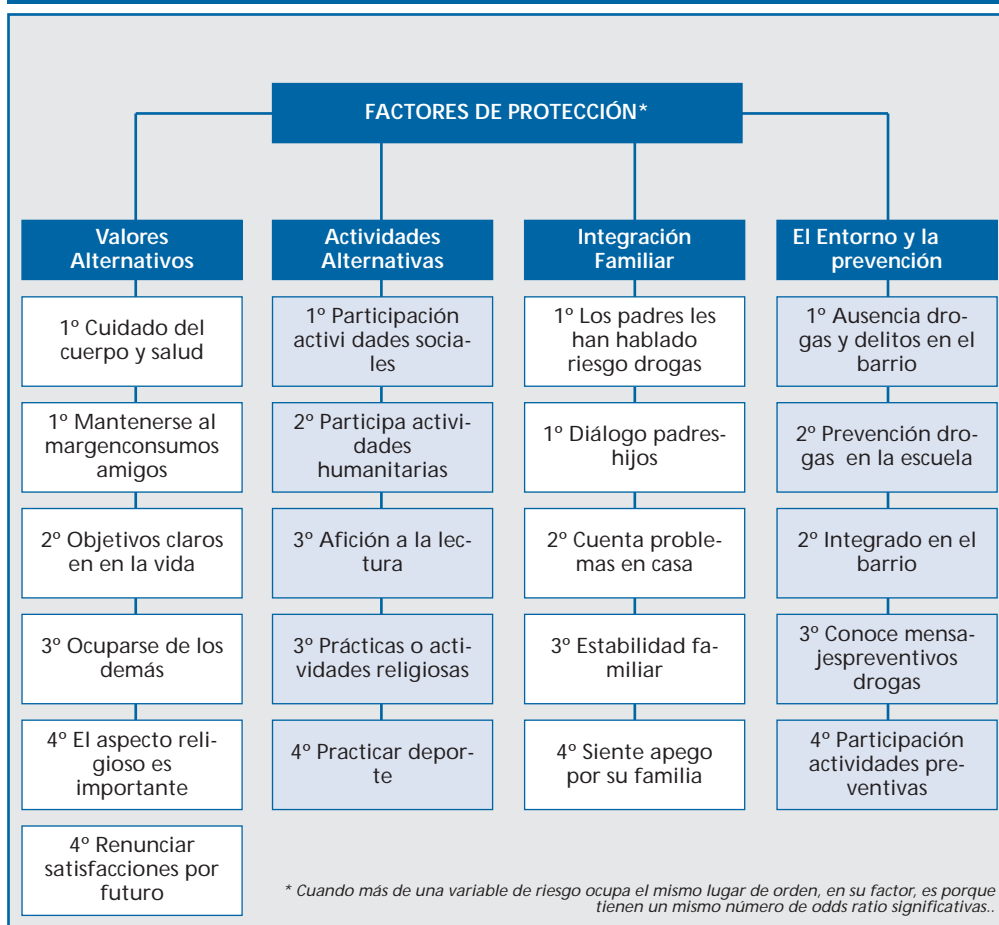 FACTORES DE PROTECCIÓN*
Valores
Alternativos
1º Cuidado del
cuerpo y salud
1º Mantenerse al
margenconsumos
amigos
2º Objetivos claros
en en la vida
3º Ocuparse de los
demás
4º El aspecto reli-
gioso es
importante
4º Renunciar
satisfacciones por
futuro
Actividades
Alternativas
1º Participación
activi dades socia-
les
2º Participa activi-
dades
humanitarias
3º Afición a la lec-
tura
3º Prácticas o acti-
vidades religiosas
4º Practicar depor-
te
Integración
Familiar
1º Los padres les
han hablado
riesgo drogas
1º Diálogo padres-
hijos
2º Cuenta proble-
mas en casa
3º Estabilidad fa-
miliar
4º Siente apego
por su familia
El Entorno y la
prevención
1º Ausencia dro-
gas y delitos en el
barrio
2º Prevención dro-
gas en la escuela
2º Integrado en el
barrio
3º Conoce mensa-
jespreventivos
drogas
4º Participación
actividades pre-
ventivas
* Cuando más de una variable de riesgo ocupa el mismo lugar de orden, en su factor, es porque
tienen un mismo número de odds ratio significativas..